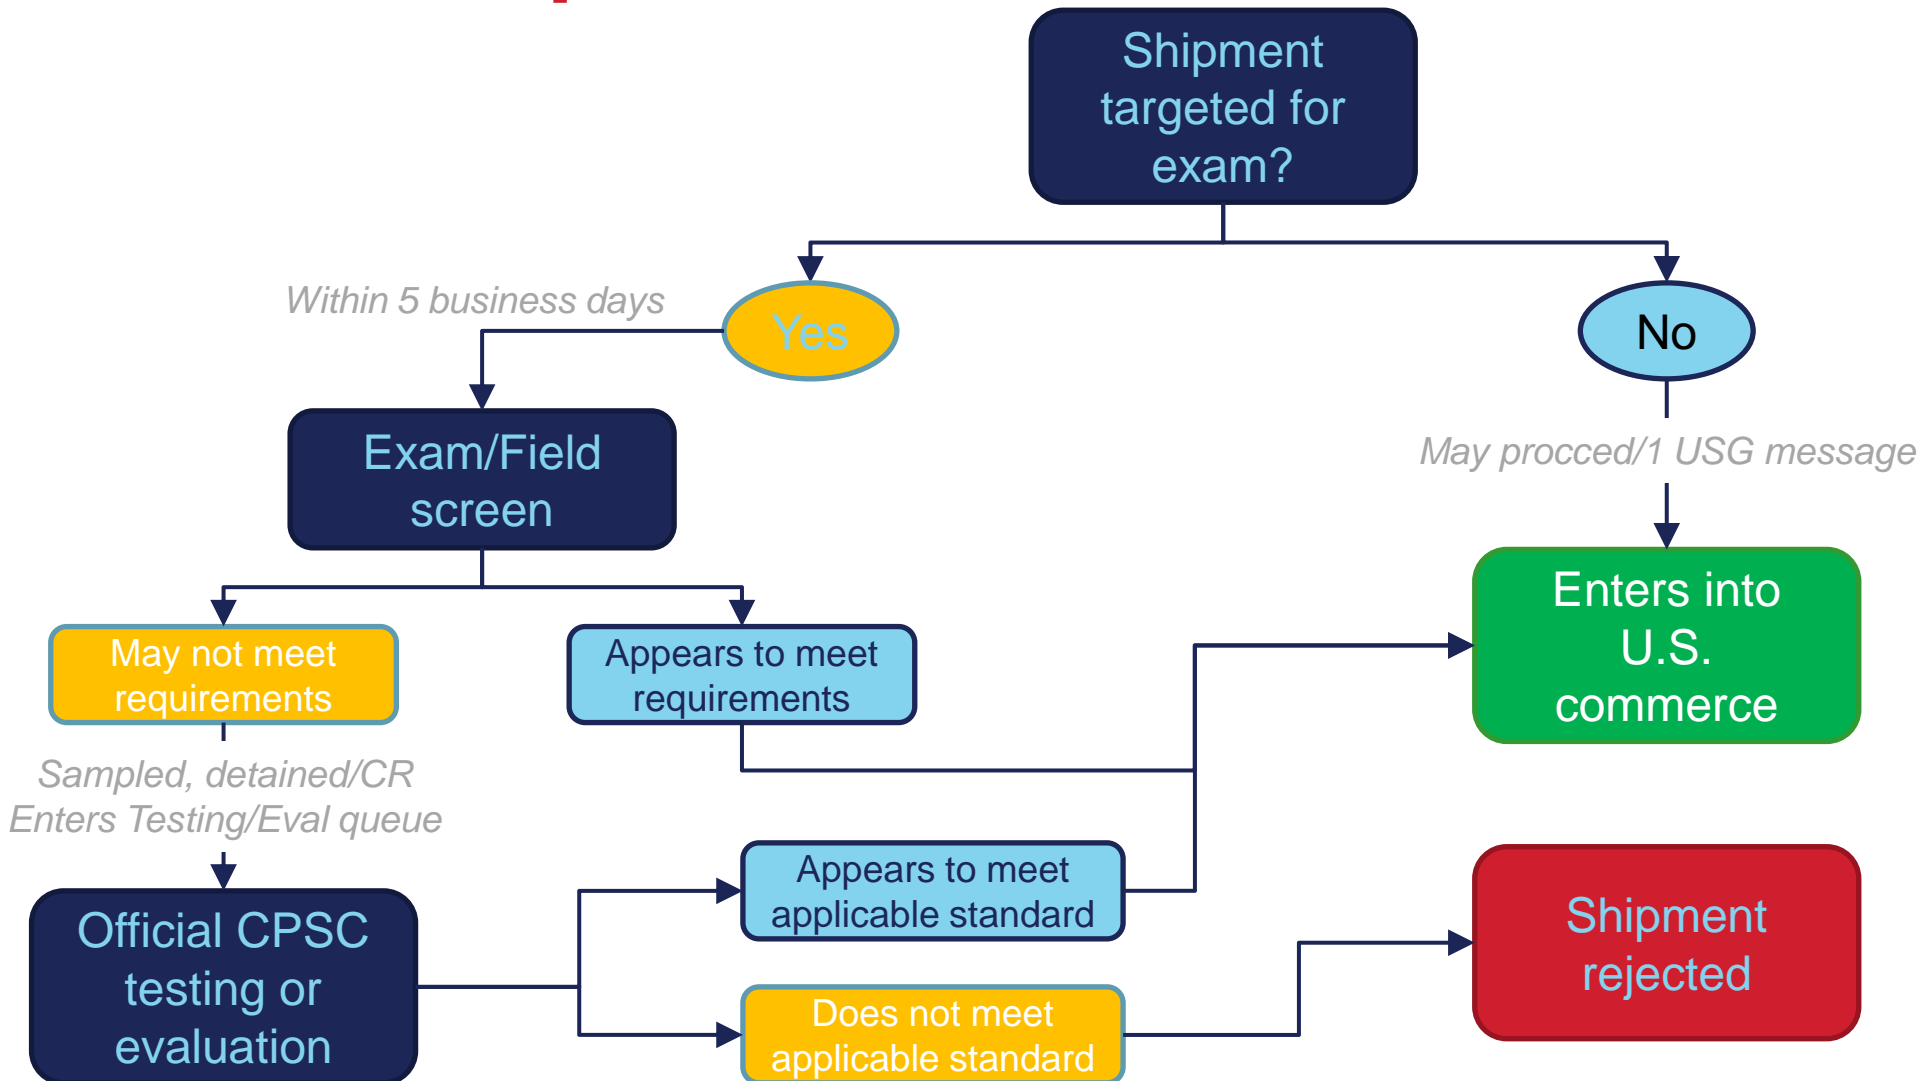 Shipment
targeted for
exam?
Within 5 business days
Yes
No
Exam/Field
screen
May procced/1 USG message
May not meet
requirements
Appears to meet
requirements
Enters into
U.S.
commerce
Sampled, detained/CR
Enters Testing/Eval queue
Appears to meet
applicable standard
Official CPSC
testing or
evaluation
Shipment
rejected
Does not meet
applicable standard